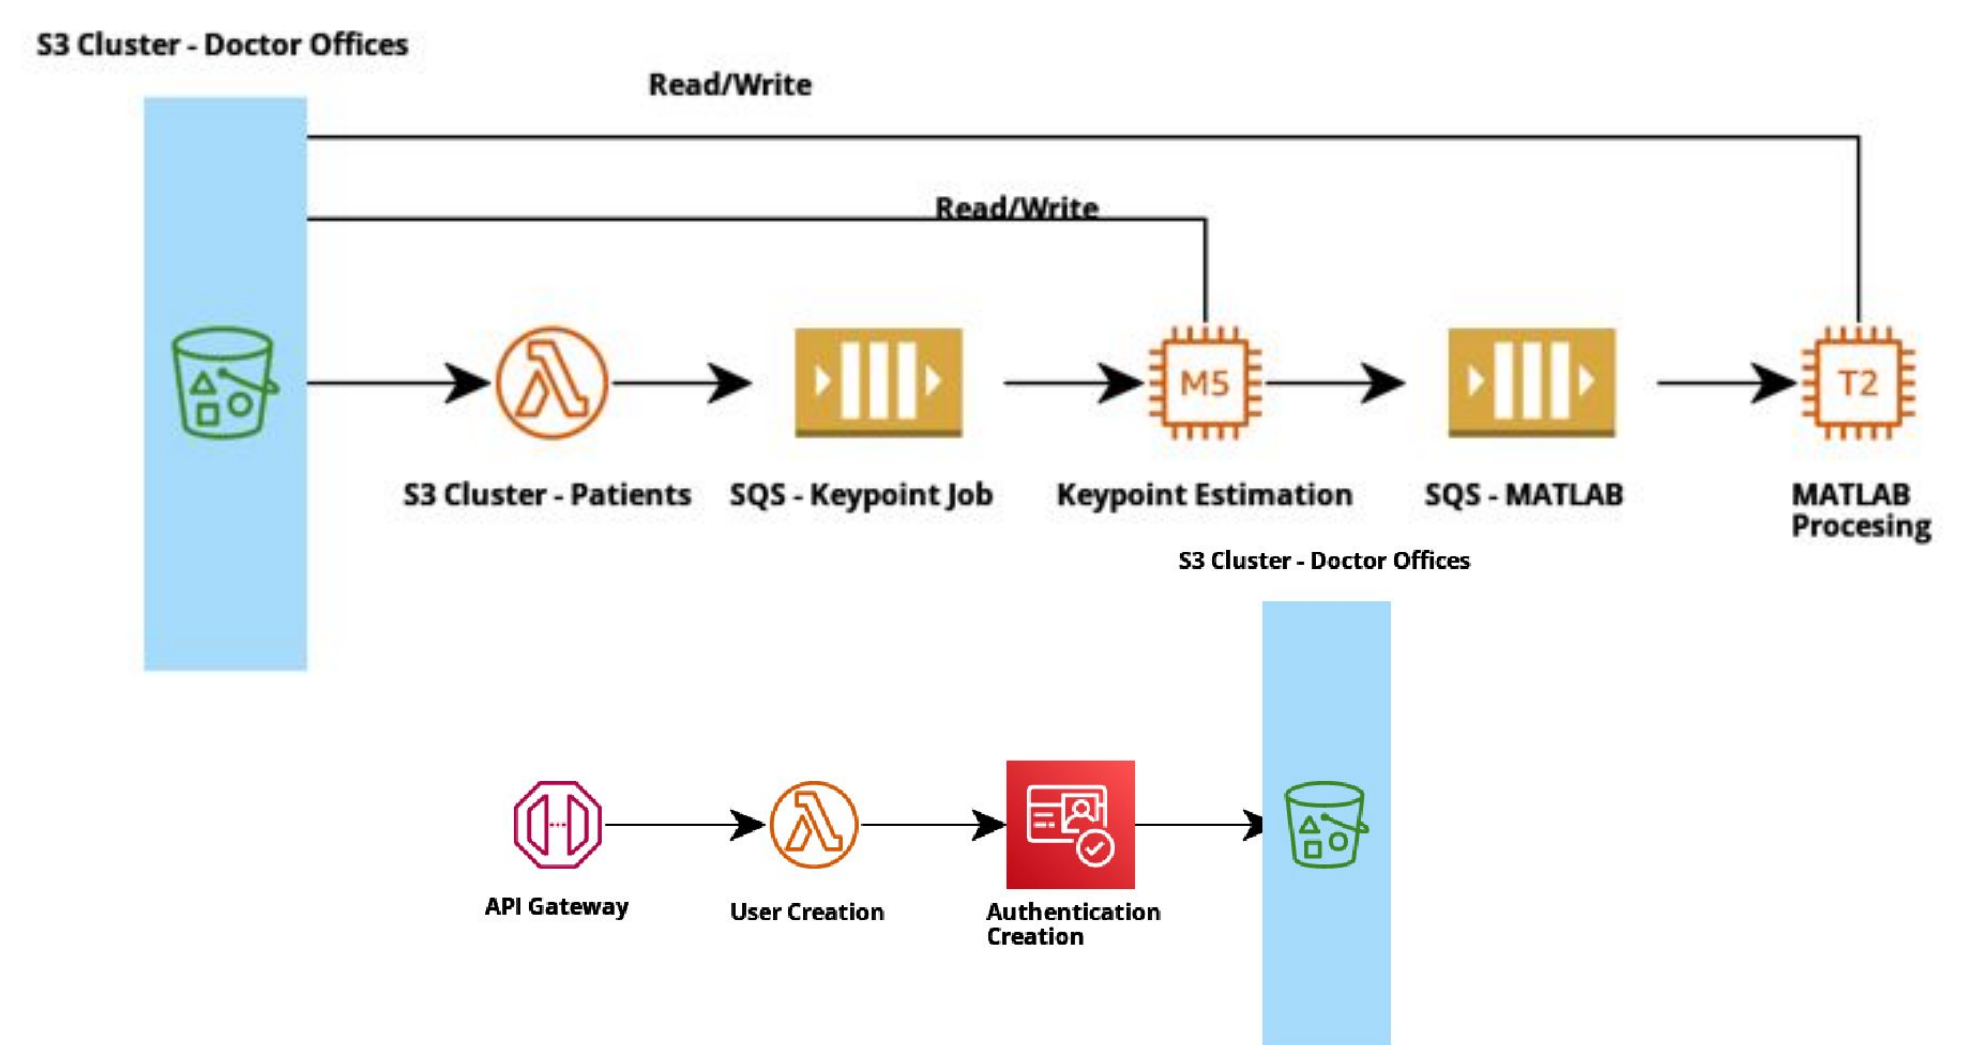 S3 Cluster - Doctor Offices
Read/Write
Read/Write
M5
T2
S3 Cluster - Patients
SQS - Keypoint Job
Keypoint Estimation
SQS - MATLAB
MATLAB
Procesing
S3 Cluster - Doctor Offices
API Gateway
User Creation
Authentication
Creation